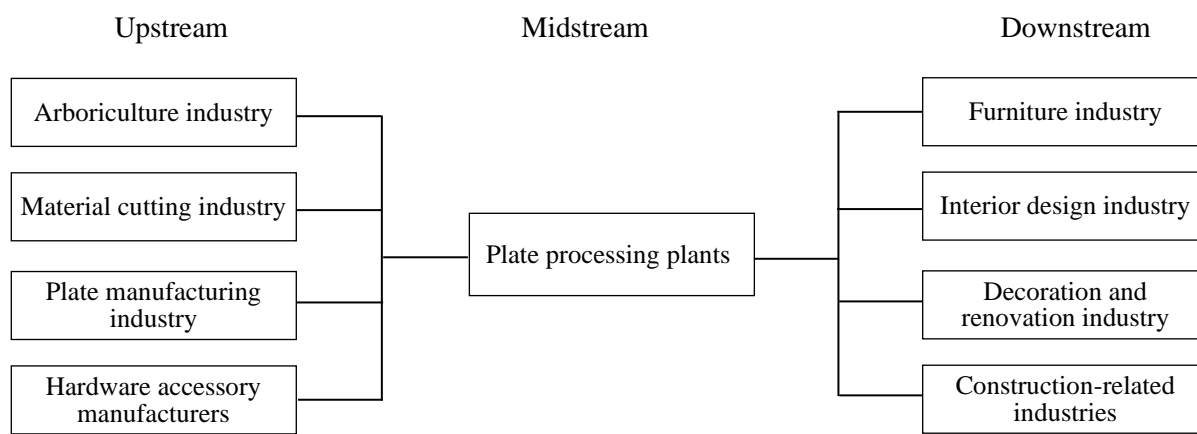 Upstream
Midstream
Downstream
Arboriculture industry
Material cutting industry
Plate manufacturing
industry
Hardware accessory
manufacturers
Plate processing plants
Furniture industry
Interior design industry
Decoration and
renovation industry
Construction-related
industries